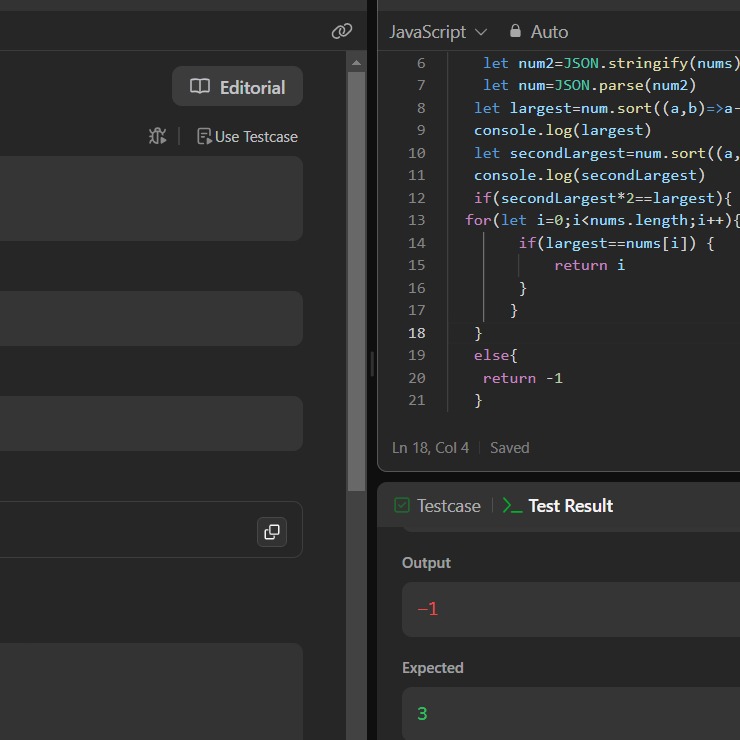 Editorial
Use Testcase
JavaScript Auto
6 let num2=JSON.stringify(nums)
7 let num=JSON.parse(num2)
8 let largest=num.sort((a,b)=>a-
9 console.log(largest)
10 let secondLargest=num.sort((a,
11 console.log(secondLargest)
12 if(secondLargest*2==largest){
13 for(let i=0;i<nums.length;i++){
14 if(largest==nums[i]) {
15 return i
16 }
17 }
18 }
19 else{
20 return -1
21 }
Ln 18, Col 4 Saved
Testcase >_ Test Result
Output
-1
Expected
3